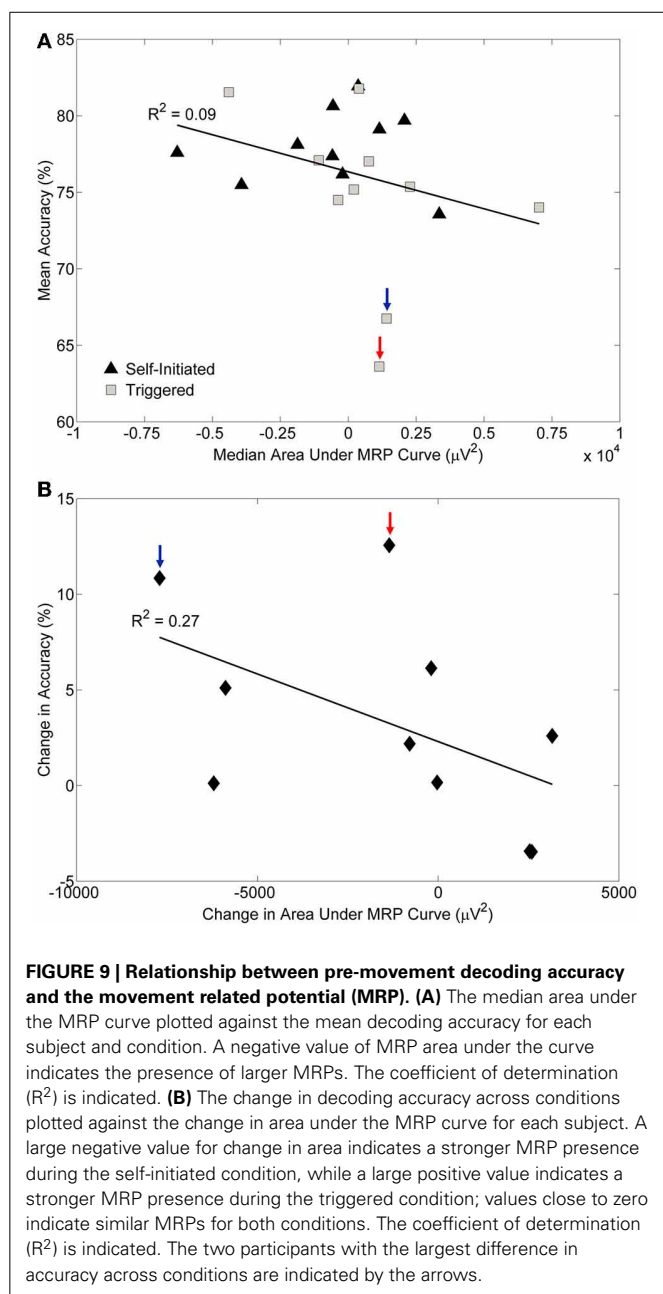 A
85
80
75
70
65
60
Mean Accuracy (%)
R² = 0.09
Self-Initiated
Triggered
-1 -0.75 -0.5 -0.25 0 0.25 0.5 0.75 1
x 10⁴
Median Area Under MRP Curve (μV²)
B
15
10
5
0
-5
Change in Accuracy (%)
R² = 0.27
-10000 -5000 0 5000
Change in Area Under MRP Curve (μV²)
FIGURE 9 | Relationship between pre-movement decoding accuracy
and the movement related potential (MRP). (A) The median area under
the MRP curve plotted against the mean decoding accuracy for each
subject and condition. A negative value of MRP area under the curve
indicates the presence of larger MRPs. The coefficient of determination
(R²) is indicated. (B) The change in decoding accuracy across conditions
plotted against the change in area under the MRP curve for each subject. A
large negative value for change in area indicates a stronger MRP presence
during the self-initiated condition, while a large positive value indicates a
stronger MRP presence during the triggered condition; values close to zero
indicate similar MRPs for both conditions. The coefficient of determination
(R²) is indicated. The two participants with the largest difference in
accuracy across conditions are indicated by the arrows.